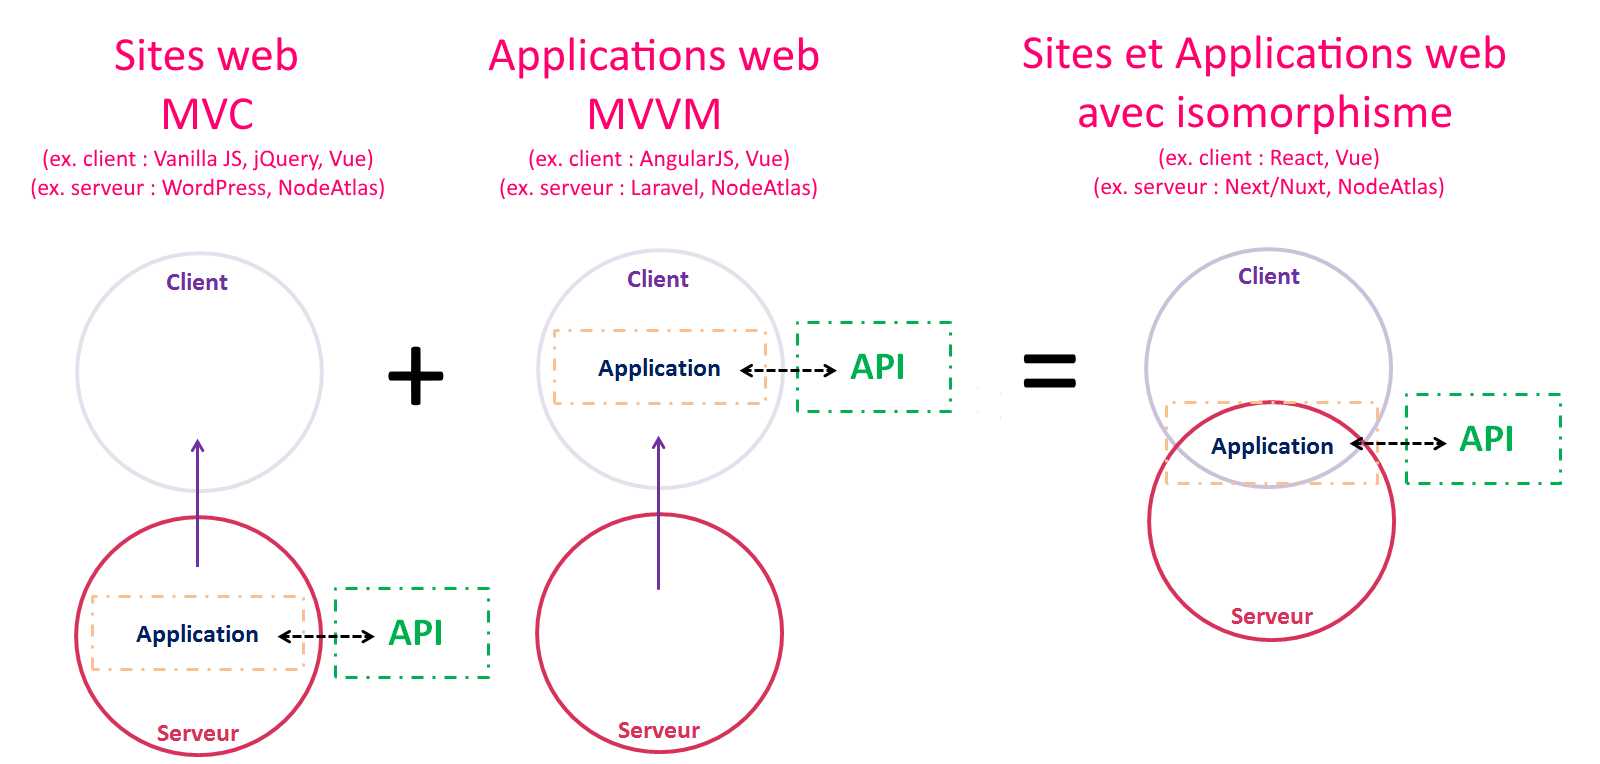 Sites web
MVC
(ex. client : Vanilla JS, jQuery, Vue)
(ex. serveur : WordPress, NodeAtlas)
Client
Application
API
Serveur
+
Applications web
MVVM
(ex. client : AngularJS, Vue)
(ex. serveur : Laravel, NodeAtlas)
Client
Application
API
Serveur
=
Sites et Applications web
avec isomorphisme
(ex. client : React, Vue)
(ex. serveur : Next/Nuxt, NodeAtlas)
Client
Application
API
Serveur